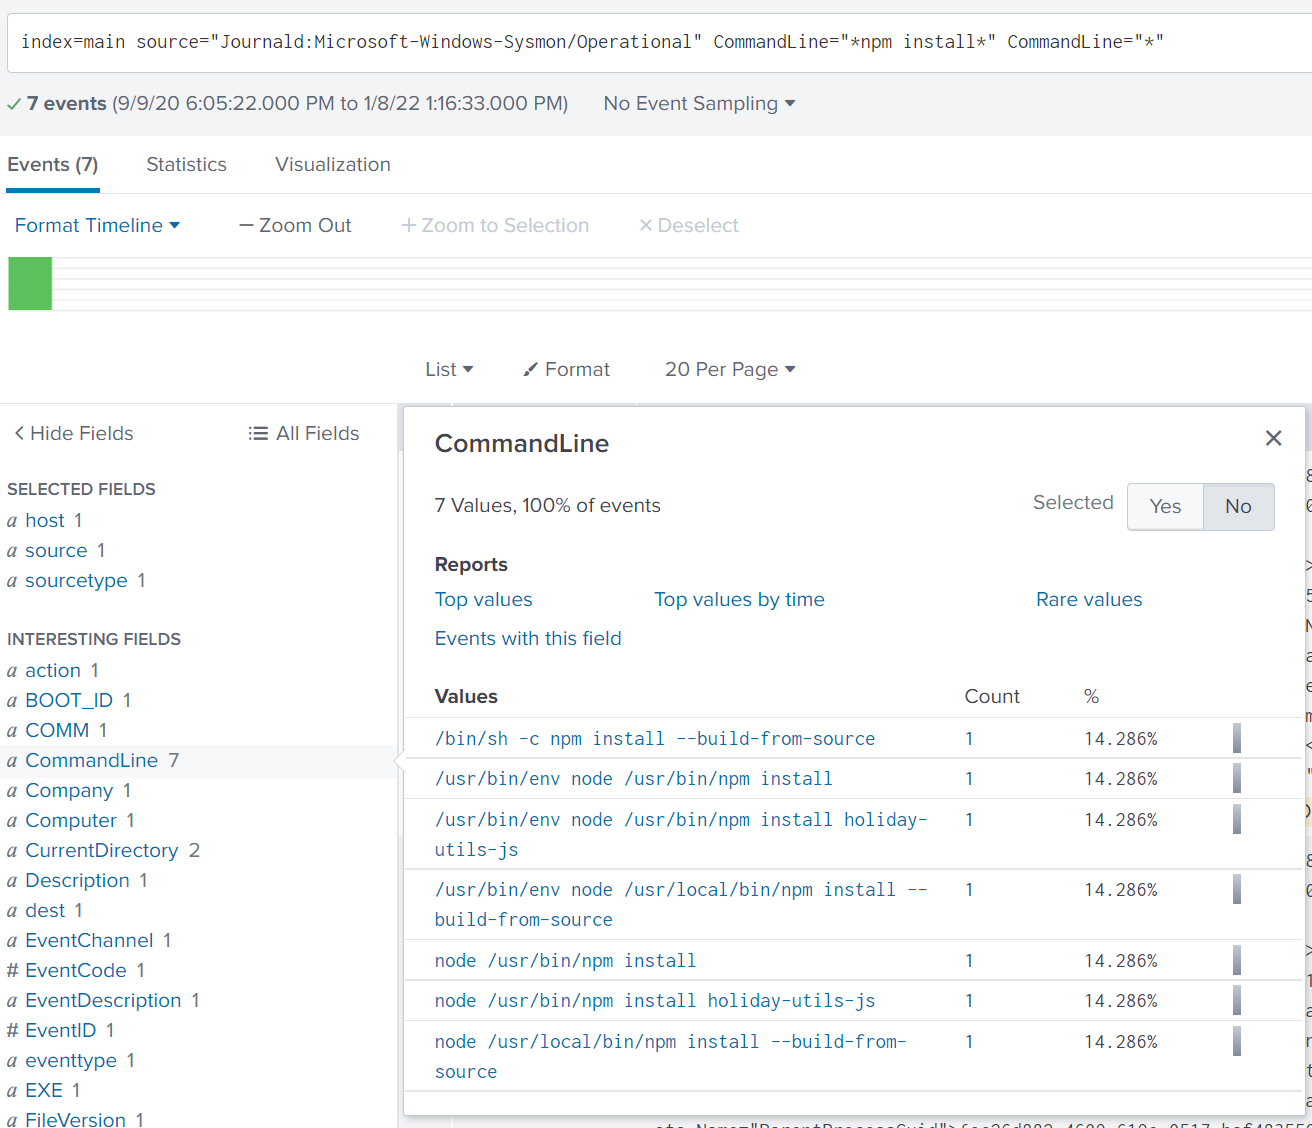 index=main source="Journald:Microsoft-Windows-Sysmon/Operational" CommandLine="*npm install*" CommandLine="*"
7 events (9/9/20 6:05:22.000 PM to 1/8/22 1:16:33.000 PM) No Event Sampling
Events (7) Statistics Visualization
Format Timeline — Zoom Out + Zoom to Selection × Deselect
List Format 20 Per Page
< Hide Fields All Fields
SELECTED FIELDS
a host 1
a source 1
a sourcetype 1
INTERESTING FIELDS
a action 1
a BOOT_ID 1
a COMM 1
a CommandLine 7
a Company 1
a Computer 1
a CurrentDirectory 2
a Description 1
a dest 1
a EventChannel 1
# EventCode 1
a EventDescription 1
# EventID 1
a eventtype 1
a EXE 1
a FileVersion 1
CommandLine ×
7 Values, 100% of events Selected Yes No
Reports
Top values Top values by time Rare values
Events with this field
Values Count %
/bin/sh -c npm install --build-from-source 1 14.286%
/usr/bin/env node /usr/bin/npm install 1 14.286%
/usr/bin/env node /usr/bin/npm install holiday- 1 14.286%
utils-js
/usr/bin/env node /usr/local/bin/npm install -- 1 14.286%
build-from-source
node /usr/bin/npm install 1 14.286%
node /usr/bin/npm install holiday-utils-js 1 14.286%
node /usr/local/bin/npm install --build-from- 1 14.286%
source